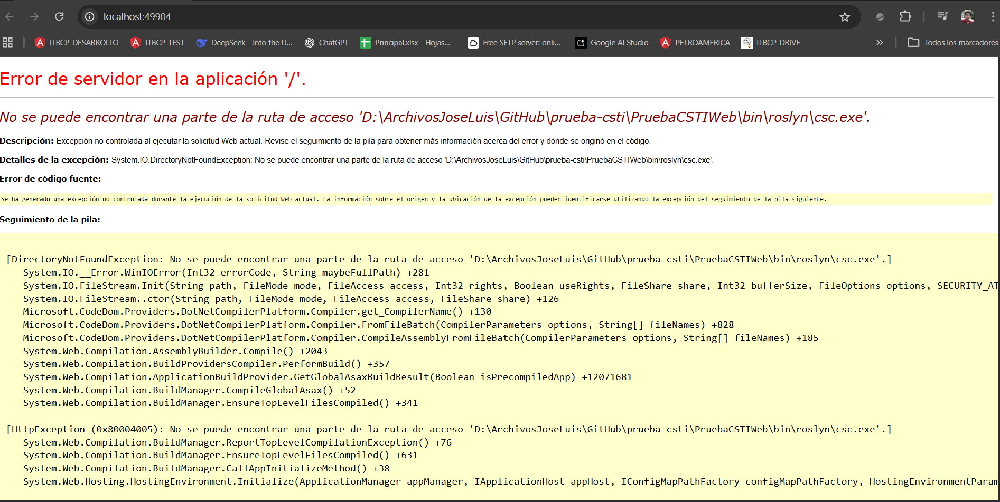 localhost:49904
ITBCP-DESARROLLO ITBCP-TEST DeepSeek - Into the U... ChatGPT Principal.xlsx - Hojas... Free SFTP server: onli... Google AI Studio PETROAMERICA ITBCP-DRIVE » Todos los marcadores
Error de servidor en la aplicación '/'.
No se puede encontrar una parte de la ruta de acceso 'D:\ArchivosJoseLuis\GitHub\prueba-csti\PruebaCSTIWeb\bin\roslyn\csc.exe'.
Descripción: Excepción no controlada al ejecutar la solicitud Web actual. Revise el seguimiento de la pila para obtener más información acerca del error y dónde se originó en el código.
Detalles de la excepción: System.IO.DirectoryNotFoundException: No se puede encontrar una parte de la ruta de acceso 'D:\ArchivosJoseLuis\GitHub\prueba-csti\PruebaCSTIWeb\bin\roslyn\csc.exe'.
Error de código fuente:
Se ha generado una excepción no controlada durante la ejecución de la solicitud Web actual. La información sobre el origen y la ubicación de la excepción pueden identificarse utilizando la excepción del seguimiento de la pila siguiente.
Seguimiento de la pila:
[DirectoryNotFoundException: No se puede encontrar una parte de la ruta de acceso 'D:\ArchivosJoseLuis\GitHub\prueba-csti\PruebaCSTIWeb\bin\roslyn\csc.exe'.]
System.IO.__Error.WinIOError(Int32 errorCode, String maybeFullPath) +281
System.IO.FileStream.Init(String path, FileMode mode, FileAccess access, Int32 rights, Boolean useRights, FileShare share, Int32 bufferSize, FileOptions options, SECURITY_AT
System.IO.FileStream..ctor(String path, FileMode mode, FileAccess access, FileShare share) +126
Microsoft.CodeDom.Providers.DotNetCompilerPlatform.Compiler.get_CompilerName() +130
Microsoft.CodeDom.Providers.DotNetCompilerPlatform.Compiler.FromFileBatch(CompilerParameters options, String[] fileNames) +828
Microsoft.CodeDom.Providers.DotNetCompilerPlatform.Compiler.CompileAssemblyFromFileBatch(CompilerParameters options, String[] fileNames) +185
System.Web.Compilation.AssemblyBuilder.Compile() +2043
System.Web.Compilation.BuildProvidersCompiler.PerformBuild() +357
System.Web.Compilation.ApplicationBuildProvider.GetGlobalAsaxBuildResult(Boolean isPrecompiledApp) +12071681
System.Web.Compilation.BuildManager.CompileGlobalAsax() +52
System.Web.Compilation.BuildManager.EnsureTopLevelFilesCompiled() +341
[HttpException (0x80004005): No se puede encontrar una parte de la ruta de acceso 'D:\ArchivosJoseLuis\GitHub\prueba-csti\PruebaCSTIWeb\bin\roslyn\csc.exe'.]
System.Web.Compilation.BuildManager.ReportTopLevelCompilationException() +76
System.Web.Compilation.BuildManager.EnsureTopLevelFilesCompiled() +631
System.Web.Compilation.BuildManager.CallAppInitializeMethod() +38
System.Web.Hosting.HostingEnvironment.Initialize(ApplicationManager appManager, IApplicationHost appHost, IConfigMapPathFactory configMapPathFactory, HostingEnvironmentParam